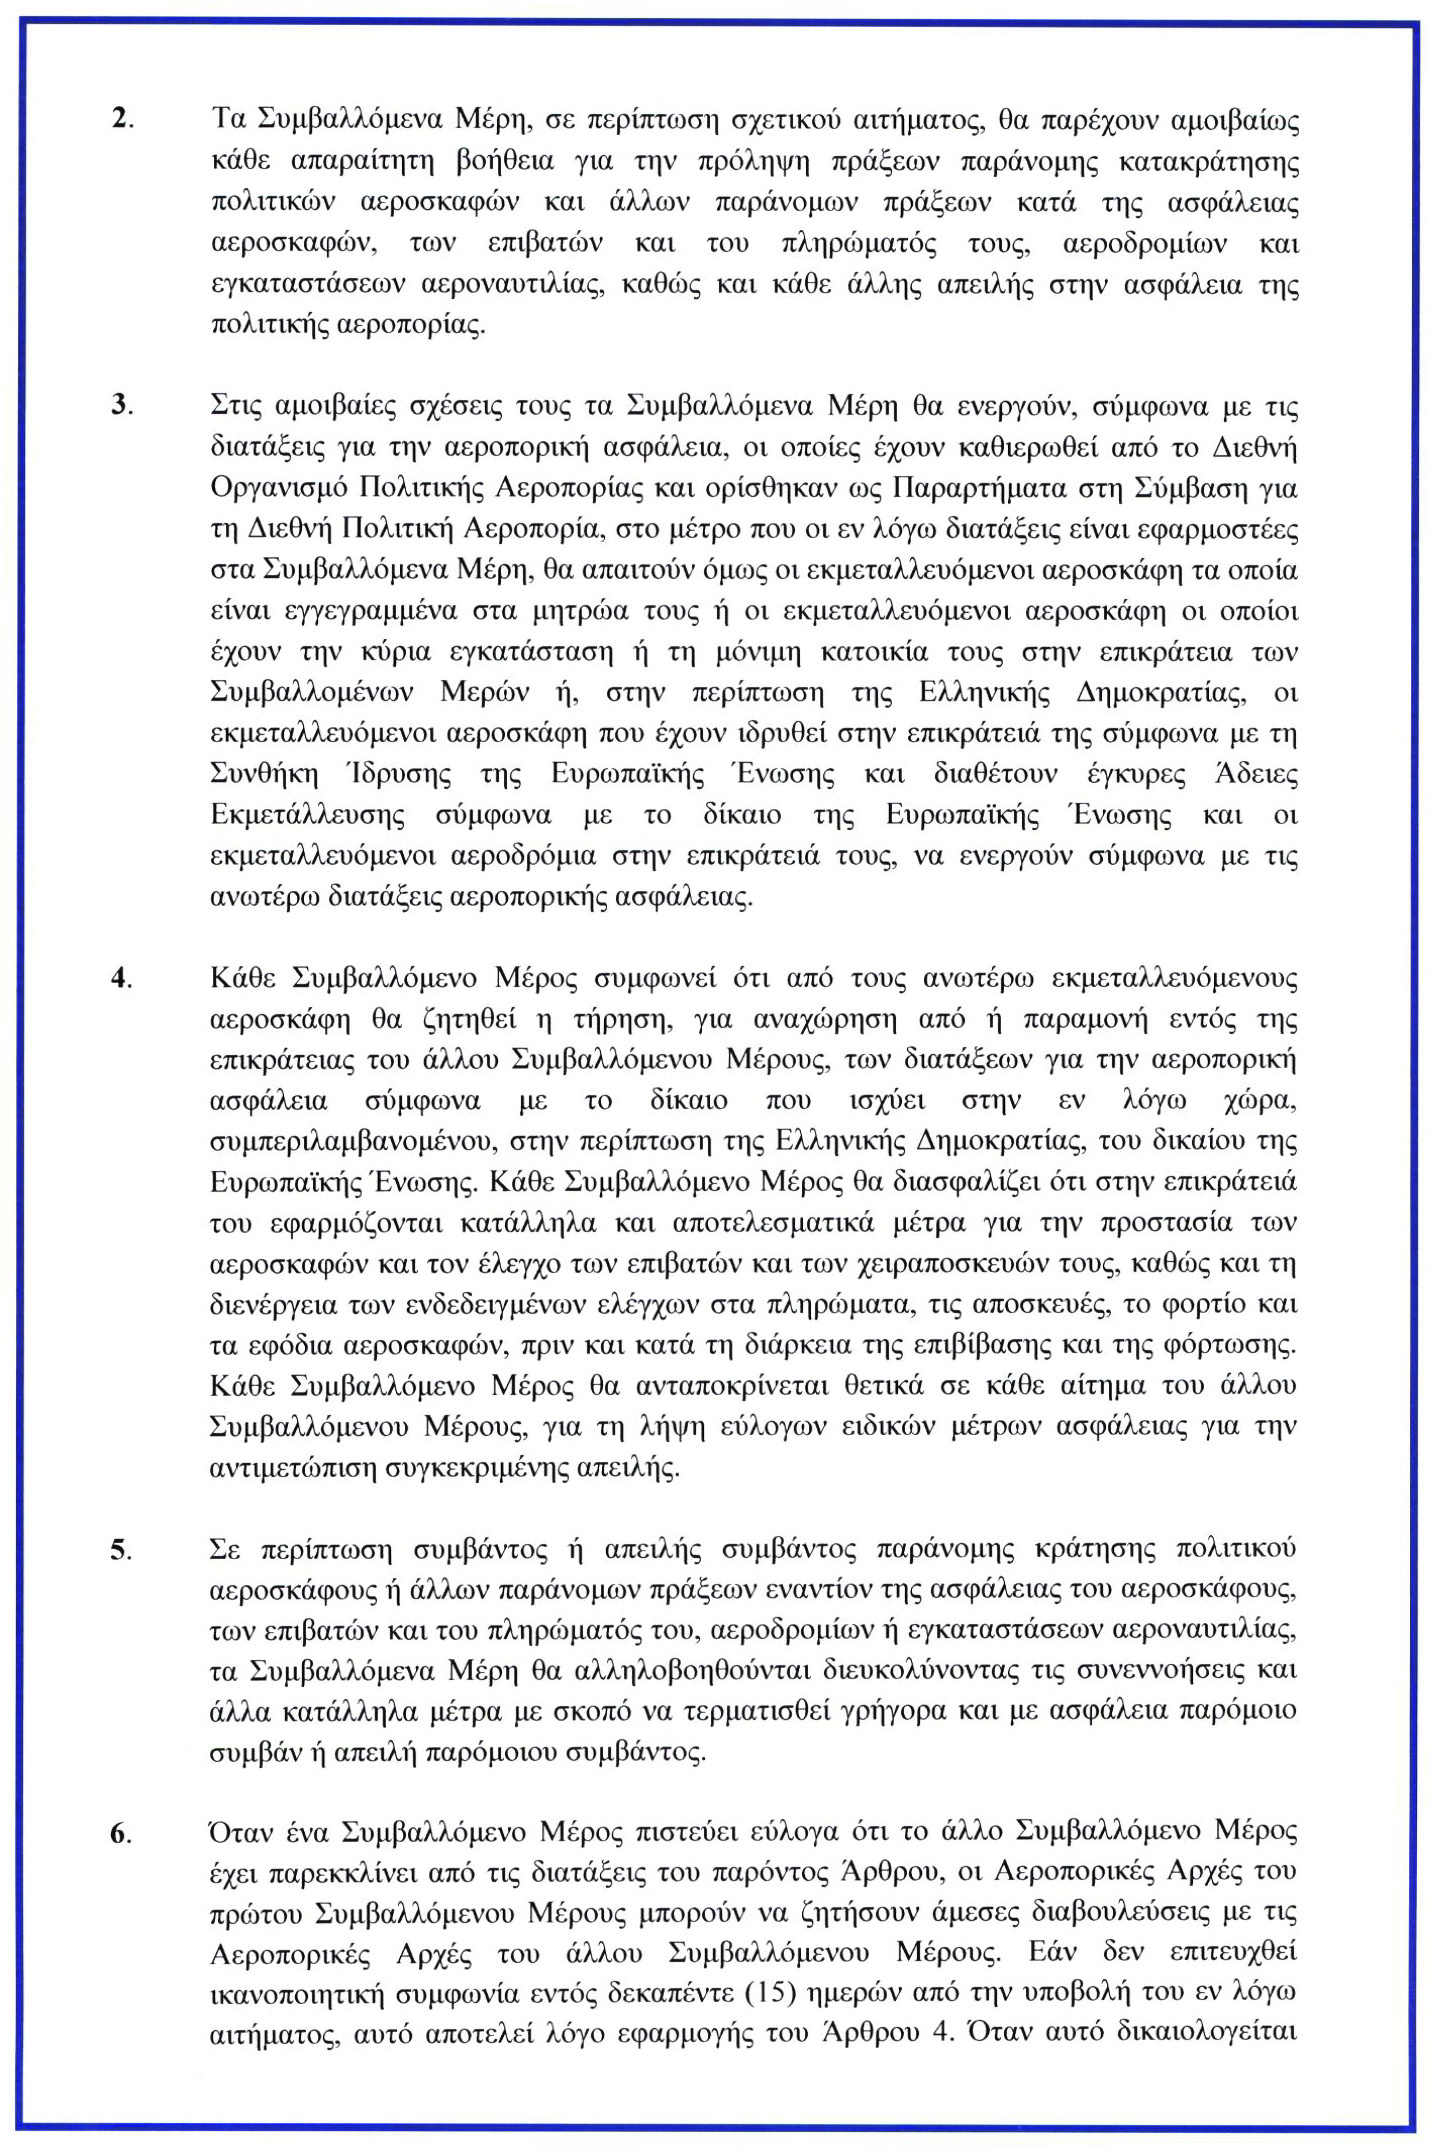 2. Τα Συμβαλλόμενα Μέρη, σε περίπτωση σχετικού αιτήματος, θα παρέχουν αμοιβαίως
κάθε απαραίτητη βοήθεια για την πρόληψη πράξεων παράνομης κατακράτησης
πολιτικών αεροσκαφών και άλλων παράνομων πράξεων κατά της ασφάλειας
αεροσκαφών, των επιβατών και του πληρώματός τους, αεροδρομίων και
εγκαταστάσεων αεροναυτιλίας, καθώς και κάθε άλλης απειλής στην ασφάλεια της
πολιτικής αεροπορίας.
3. Στις αμοιβαίες σχέσεις τους τα Συμβαλλόμενα Μέρη θα ενεργούν, σύμφωνα με τις
διατάξεις για την αεροπορική ασφάλεια, οι οποίες έχουν καθιερωθεί από το Διεθνή
Οργανισμό Πολιτικής Αεροπορίας και ορίσθηκαν ως Παραρτήματα στη Σύμβαση για
τη Διεθνή Πολιτική Αεροπορία, στο μέτρο που οι εν λόγω διατάξεις είναι εφαρμοστέες
στα Συμβαλλόμενα Μέρη, θα απαιτούν όμως οι εκμεταλλευόμενοι αεροσκάφη τα οποία
είναι εγγεγραμμένα στα μητρώα τους ή οι εκμεταλλευόμενοι αεροσκάφη οι οποίοι
έχουν την κύρια εγκατάσταση ή τη μόνιμη κατοικία τους στην επικράτεια των
Συμβαλλομένων Μερών ή, στην περίπτωση της Ελληνικής Δημοκρατίας, οι
εκμεταλλευόμενοι αεροσκάφη που έχουν ιδρυθεί στην επικράτειά της σύμφωνα με τη
Συνθήκη Ίδρυσης της Ευρωπαϊκής Ένωσης και διαθέτουν έγκυρες Άδειες
Εκμετάλλευσης σύμφωνα με το δίκαιο της Ευρωπαϊκής Ένωσης και οι
εκμεταλλευόμενοι αεροδρόμια στην επικράτειά τους, να ενεργούν σύμφωνα με τις
ανωτέρω διατάξεις αεροπορικής ασφάλειας.
4. Κάθε Συμβαλλόμενο Μέρος συμφωνεί ότι από τους ανωτέρω εκμεταλλευόμενους
αεροσκάφη θα ζητηθεί η τήρηση, για αναχώρηση από ή παραμονή εντός της
επικράτειας του άλλου Συμβαλλόμενου Μέρους, των διατάξεων για την αεροπορική
ασφάλεια σύμφωνα με το δίκαιο που ισχύει στην εν λόγω χώρα,
συμπεριλαμβανομένου, στην περίπτωση της Ελληνικής Δημοκρατίας, του δικαίου της
Ευρωπαϊκής Ένωσης. Κάθε Συμβαλλόμενο Μέρος θα διασφαλίζει ότι στην επικράτειά
του εφαρμόζονται κατάλληλα και αποτελεσματικά μέτρα για την προστασία των
αεροσκαφών και τον έλεγχο των επιβατών και των χειραποσκευών τους, καθώς και τη
διενέργεια των ενδεδειγμένων ελέγχων στα πληρώματα, τις αποσκευές, το φορτίο και
τα εφόδια αεροσκαφών, πριν και κατά τη διάρκεια της επιβίβασης και της φόρτωσης.
Κάθε Συμβαλλόμενο Μέρος θα ανταποκρίνεται θετικά σε κάθε αίτημα του άλλου
Συμβαλλόμενου Μέρους, για τη λήψη εύλογων ειδικών μέτρων ασφάλειας για την
αντιμετώπιση συγκεκριμένης απειλής.
5. Σε περίπτωση συμβάντος ή απειλής συμβάντος παράνομης κράτησης πολιτικού
αεροσκάφους ή άλλων παράνομων πράξεων εναντίον της ασφάλειας του αεροσκάφους,
των επιβατών και του πληρώματός του, αεροδρομίων ή εγκαταστάσεων αεροναυτιλίας,
τα Συμβαλλόμενα Μέρη θα αλληλοβοηθούνται διευκολύνοντας τις συνεννοήσεις και
άλλα κατάλληλα μέτρα με σκοπό να τερματισθεί γρήγορα και με ασφάλεια παρόμοιο
συμβάν ή απειλή παρόμοιου συμβάντος.
6. Όταν ένα Συμβαλλόμενο Μέρος πιστεύει εύλογα ότι το άλλο Συμβαλλόμενο Μέρος
έχει παρεκκλίνει από τις διατάξεις του παρόντος Άρθρου, οι Αεροπορικές Αρχές του
πρώτου Συμβαλλόμενου Μέρους μπορούν να ζητήσουν άμεσες διαβουλεύσεις με τις
Αεροπορικές Αρχές του άλλου Συμβαλλόμενου Μέρους. Εάν δεν επιτευχθεί
ικανοποιητική συμφωνία εντός δεκαπέντε (15) ημερών από την υποβολή του εν λόγω
αιτήματος, αυτό αποτελεί λόγο εφαρμογής του Άρθρου 4. Όταν αυτό δικαιολογείται